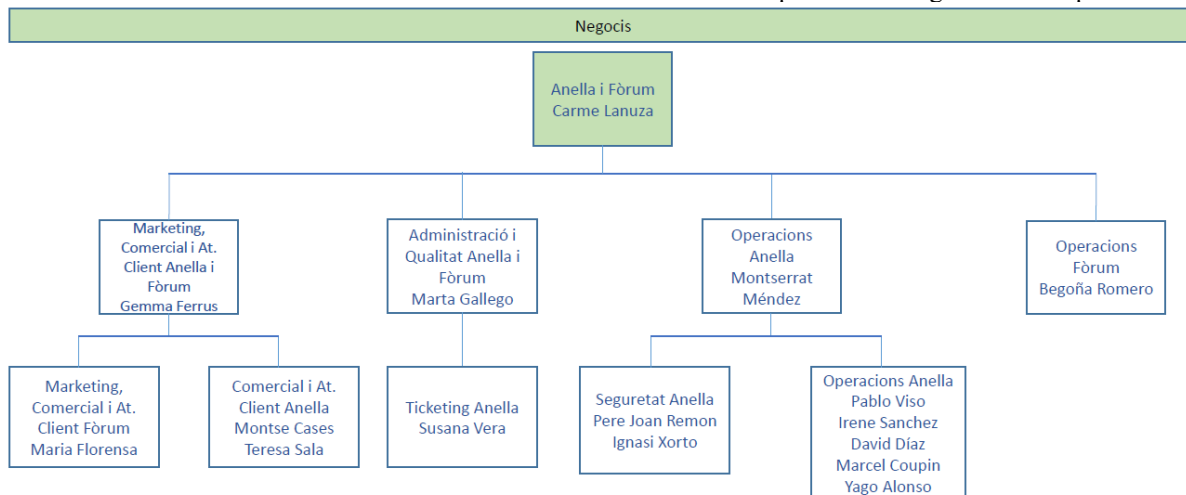 Negocis
Anella i Fòrum
Carme Lanuza
Marketing,
Comercial i At.
Client Anella i
Fòrum
Gemma Ferrus
Administració i
Qualitat Anella i
Fòrum
Marta Gallego
Operacions
Anella
Montserrat
Méndez
Operacions
Fòrum
Begoña Romero
Marketing,
Comercial i At.
Client Fòrum
Maria Florensa
Comercial i At.
Client Anella
Montse Cases
Teresa Sala
Ticketing Anella
Susana Vera
Seguretat Anella
Pere Joan Remon
Ignasi Xorto
Operacions Anella
Pablo Viso
Irene Sanchez
David Díaz
Marcel Coupin
Yago Alonso